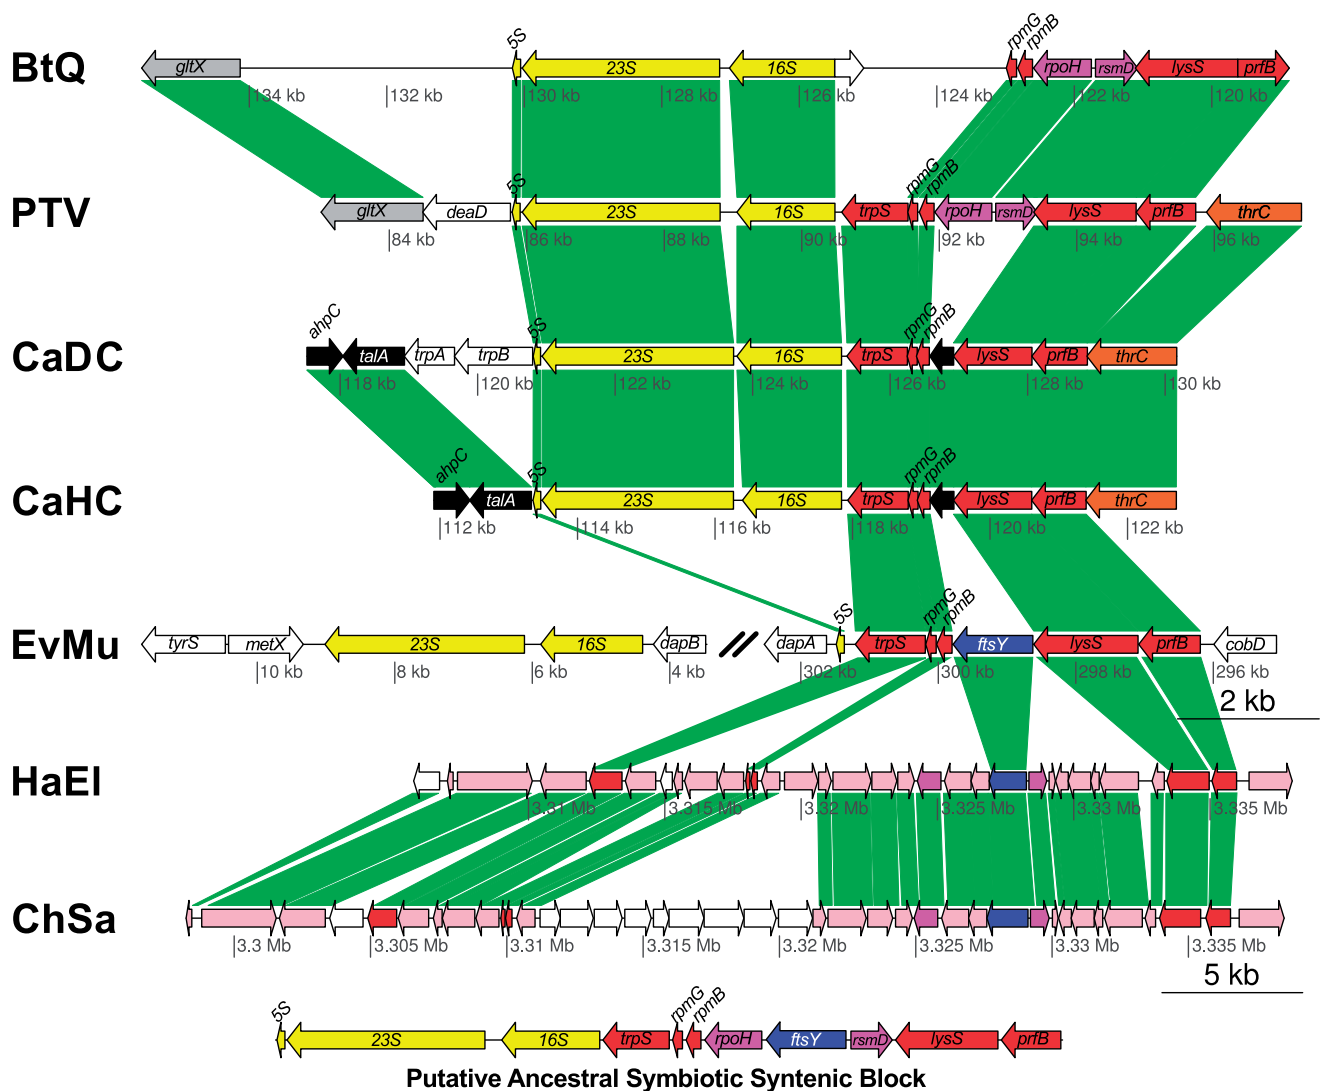 BtQ gltX 5S 23S 16S rpmG rpmB rpoH rsmD lysS prfB
134 kb 132 kb 130 kb 128 kb 126 kb 124 kb 122 kb 120 kb
PTV gltX deaD 5S 23S 16S trpS rpmG rpmB rpoH rsmD lysS prfB thrC
84 kb 86 kb 88 kb 90 kb 92 kb 94 kb 96 kb
CaDC ahpC talA trpA trpB 5S 23S 16S trpS rpmG rpmB lysS prfB thrC
118 kb 120 kb 122 kb 124 kb 126 kb 128 kb 130 kb
CaHC ahpC talA 5S 23S 16S trpS rpmG rpmB lysS prfB thrC
112 kb 114 kb 116 kb 118 kb 120 kb 122 kb
EvMu tyrS metX 23S 16S dapB dapA 5S trpS rpmG rpmB ftsY lysS prfB cobD
10 kb 8 kb 6 kb 4 kb 302 kb 300 kb 298 kb 296 kb
2 kb
HaEl
3.31 Mb 3.315 Mb 3.32 Mb 3.325 Mb 3.33 Mb 3.335 Mb
ChSa
3.3 Mb 3.305 Mb 3.31 Mb 3.315 Mb 3.32 Mb 3.325 Mb 3.33 Mb 3.335 Mb
5 kb
5S 23S 16S trpS rpmG rpmB rpoH ftsY rsmD lysS prfB
Putative Ancestral Symbiotic Syntenic Block